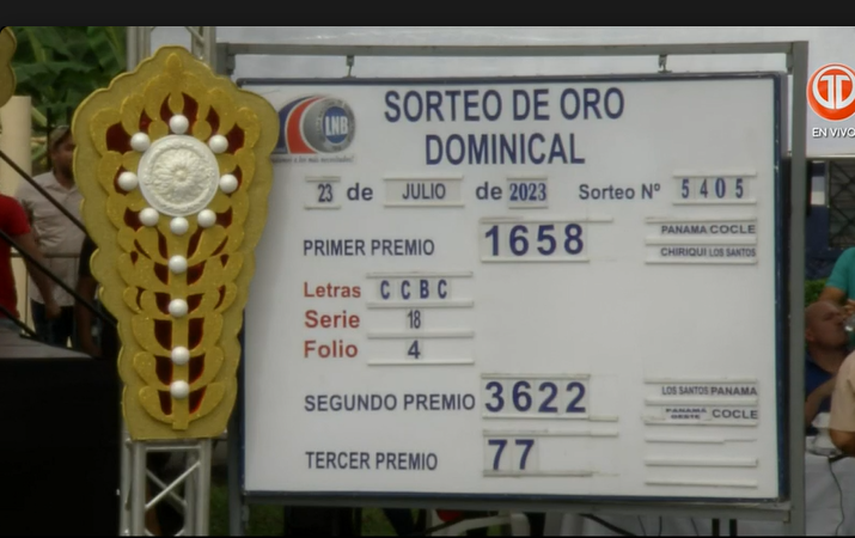 SORTEO DE ORO
DOMINICAL
LNB
EN VIVO
23 de JULIO de 2023 Sorteo Nº 5405
PRIMER PREMIO 1658 PANAMA COCLE
CHIRIQUI LOS SANTOS
Letras C C B C
Serie 18
Folio 4
SEGUNDO PREMIO 3622 LOS SANTOS PANAMA
PANAMA OESTE COCLE
TERCER PREMIO 77